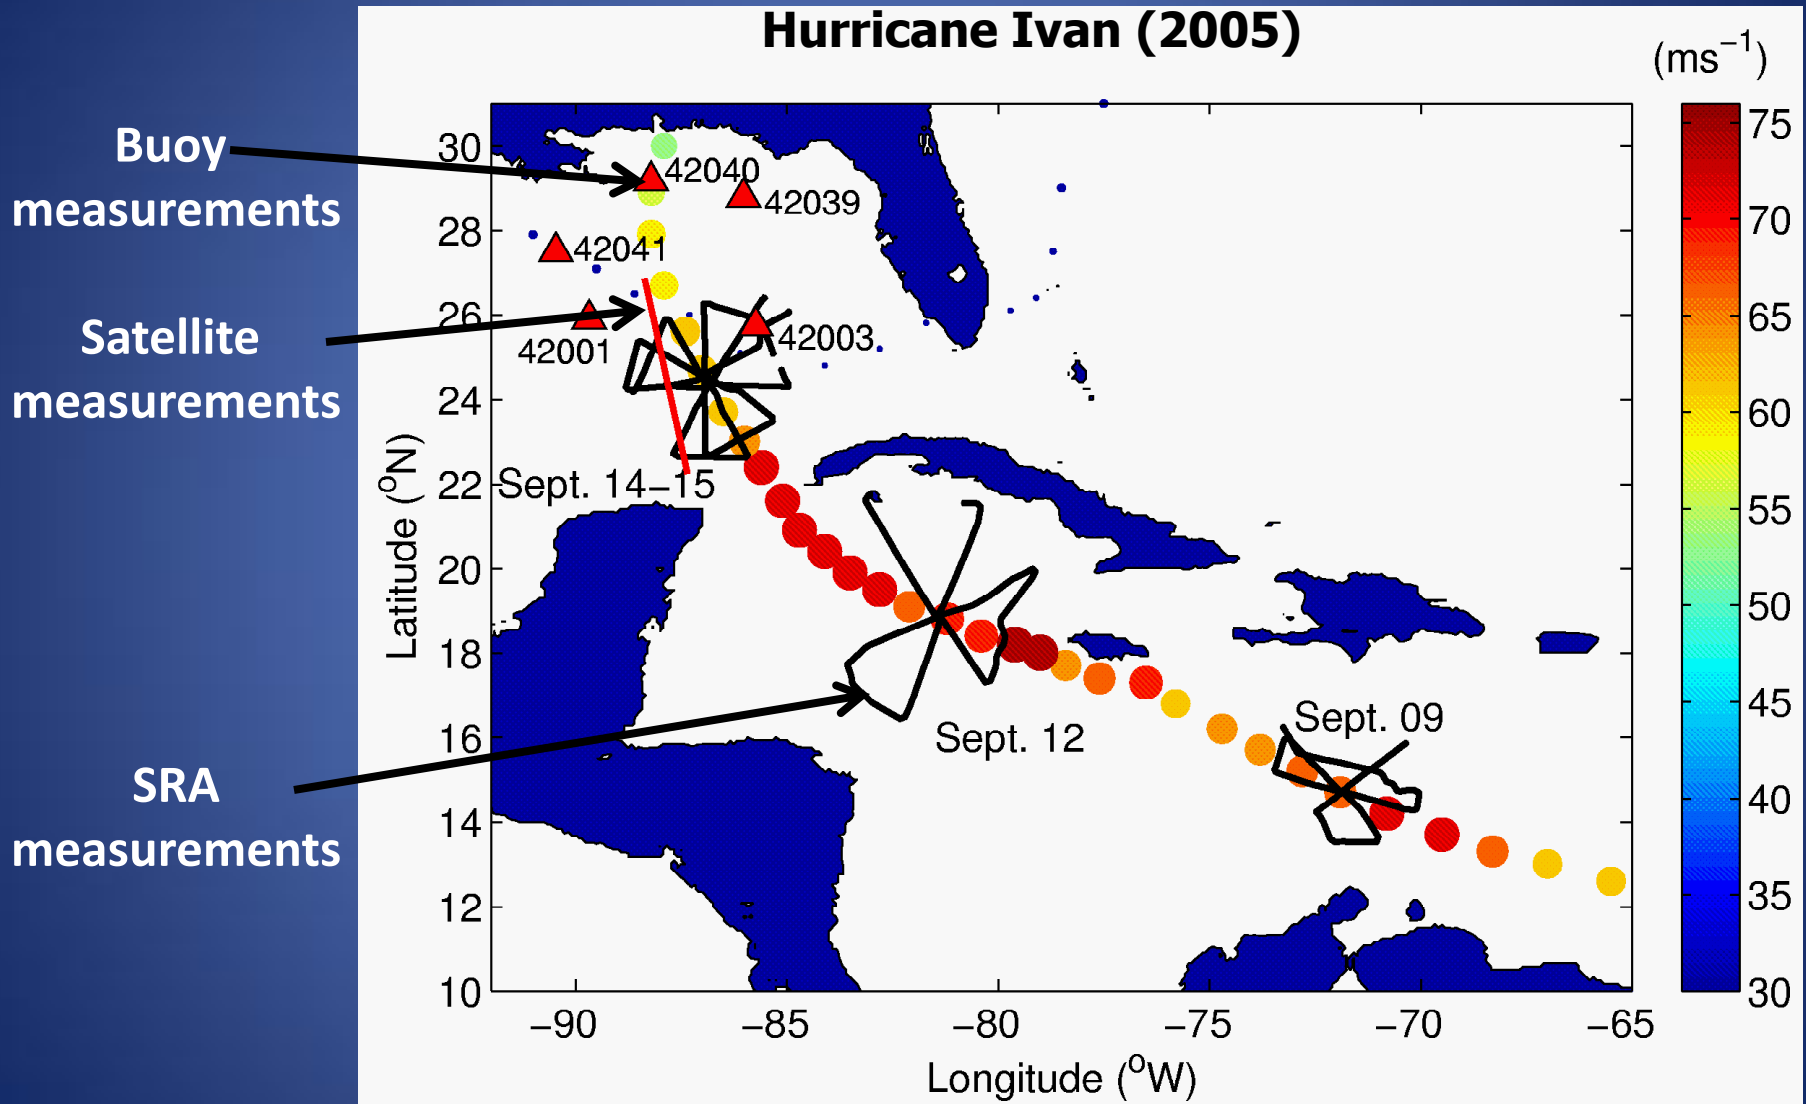 Hurricane Ivan (2005)
(ms−1)
Buoy
measurements
Satellite
measurements
SRA
measurements
Latitude (oN)
30
28
26
24
22
20
18
16
14
12
10
42040
42039
42041
42001
42003
Sept. 14−15
Sept. 12
Sept. 09
−90
−85
−80
−75
−70
−65
Longitude (oW)
75
70
65
60
55
50
45
40
35
30